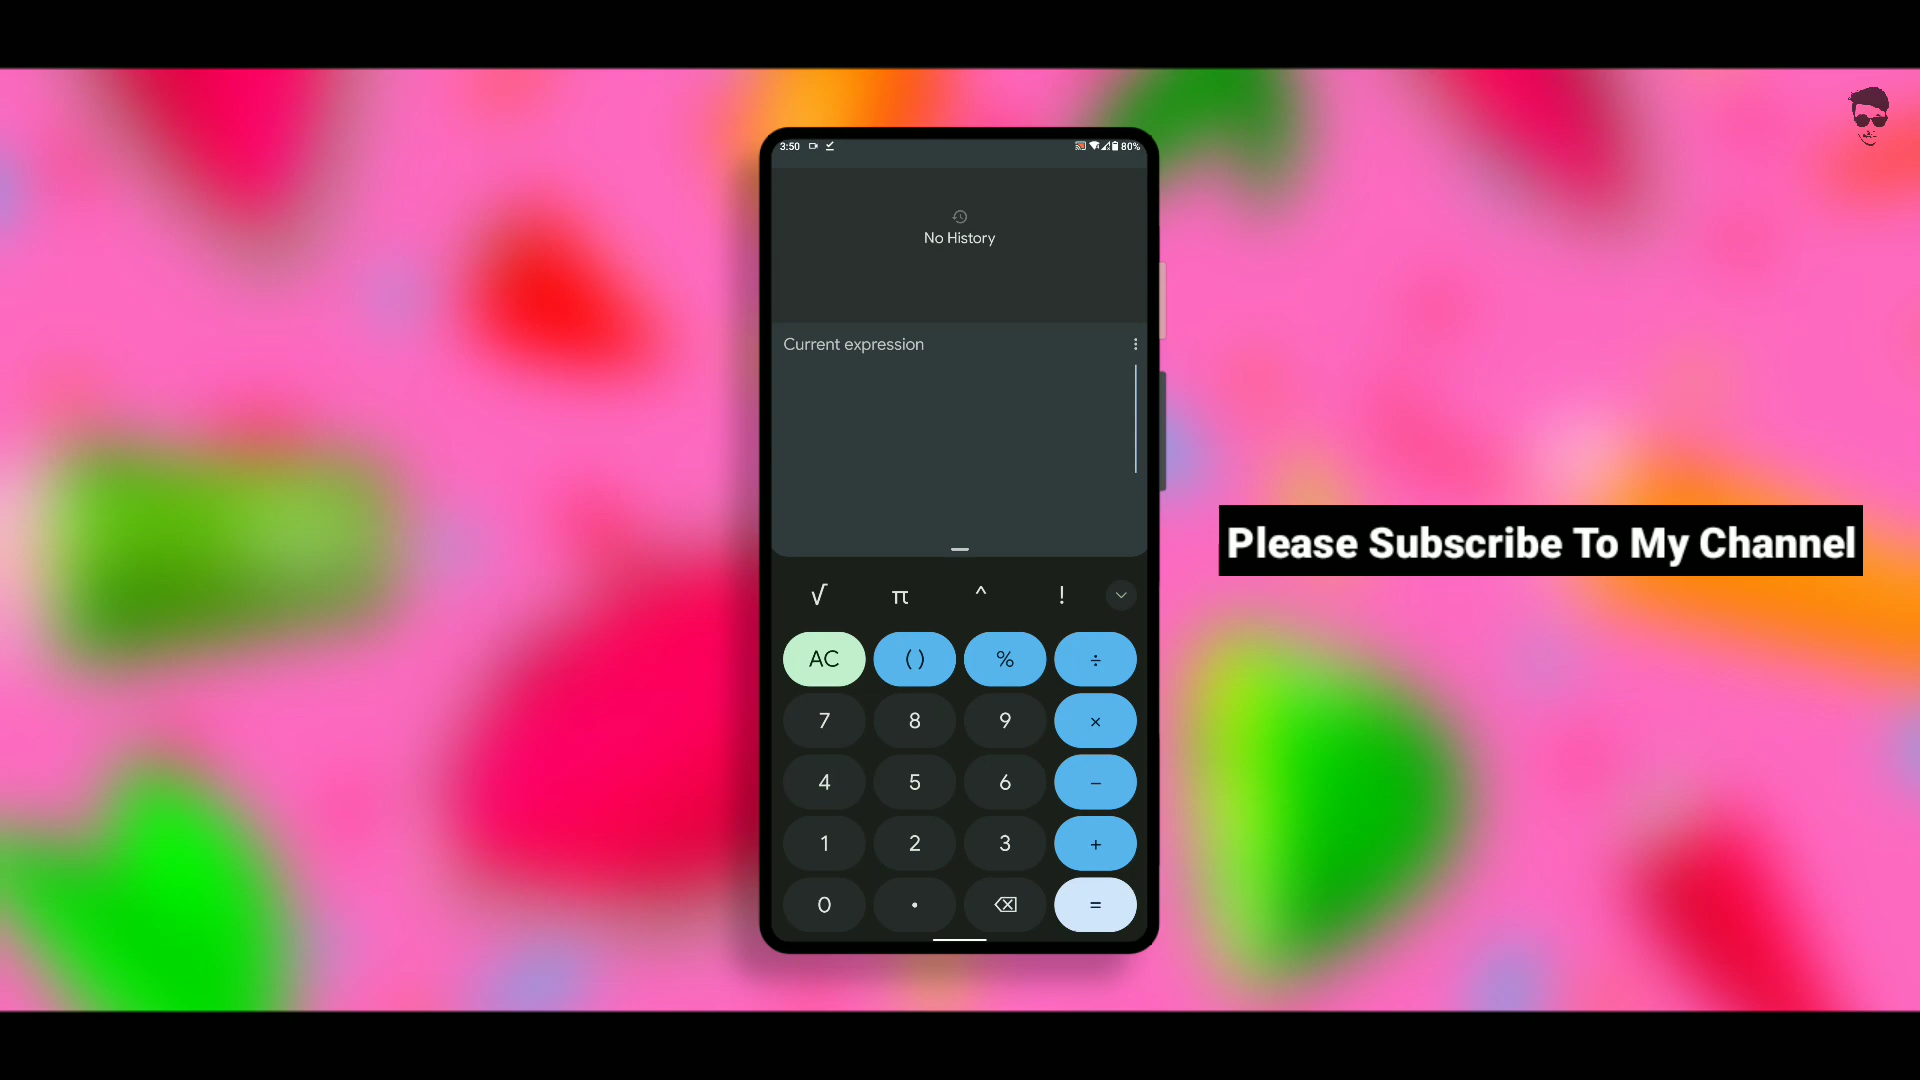 3:50
80%
No History
Current expression
√ π ^ !
AC ( ) % ÷
7 8 9 ×
4 5 6 −
1 2 3 +
0 . =
Please Subscribe To My Channel